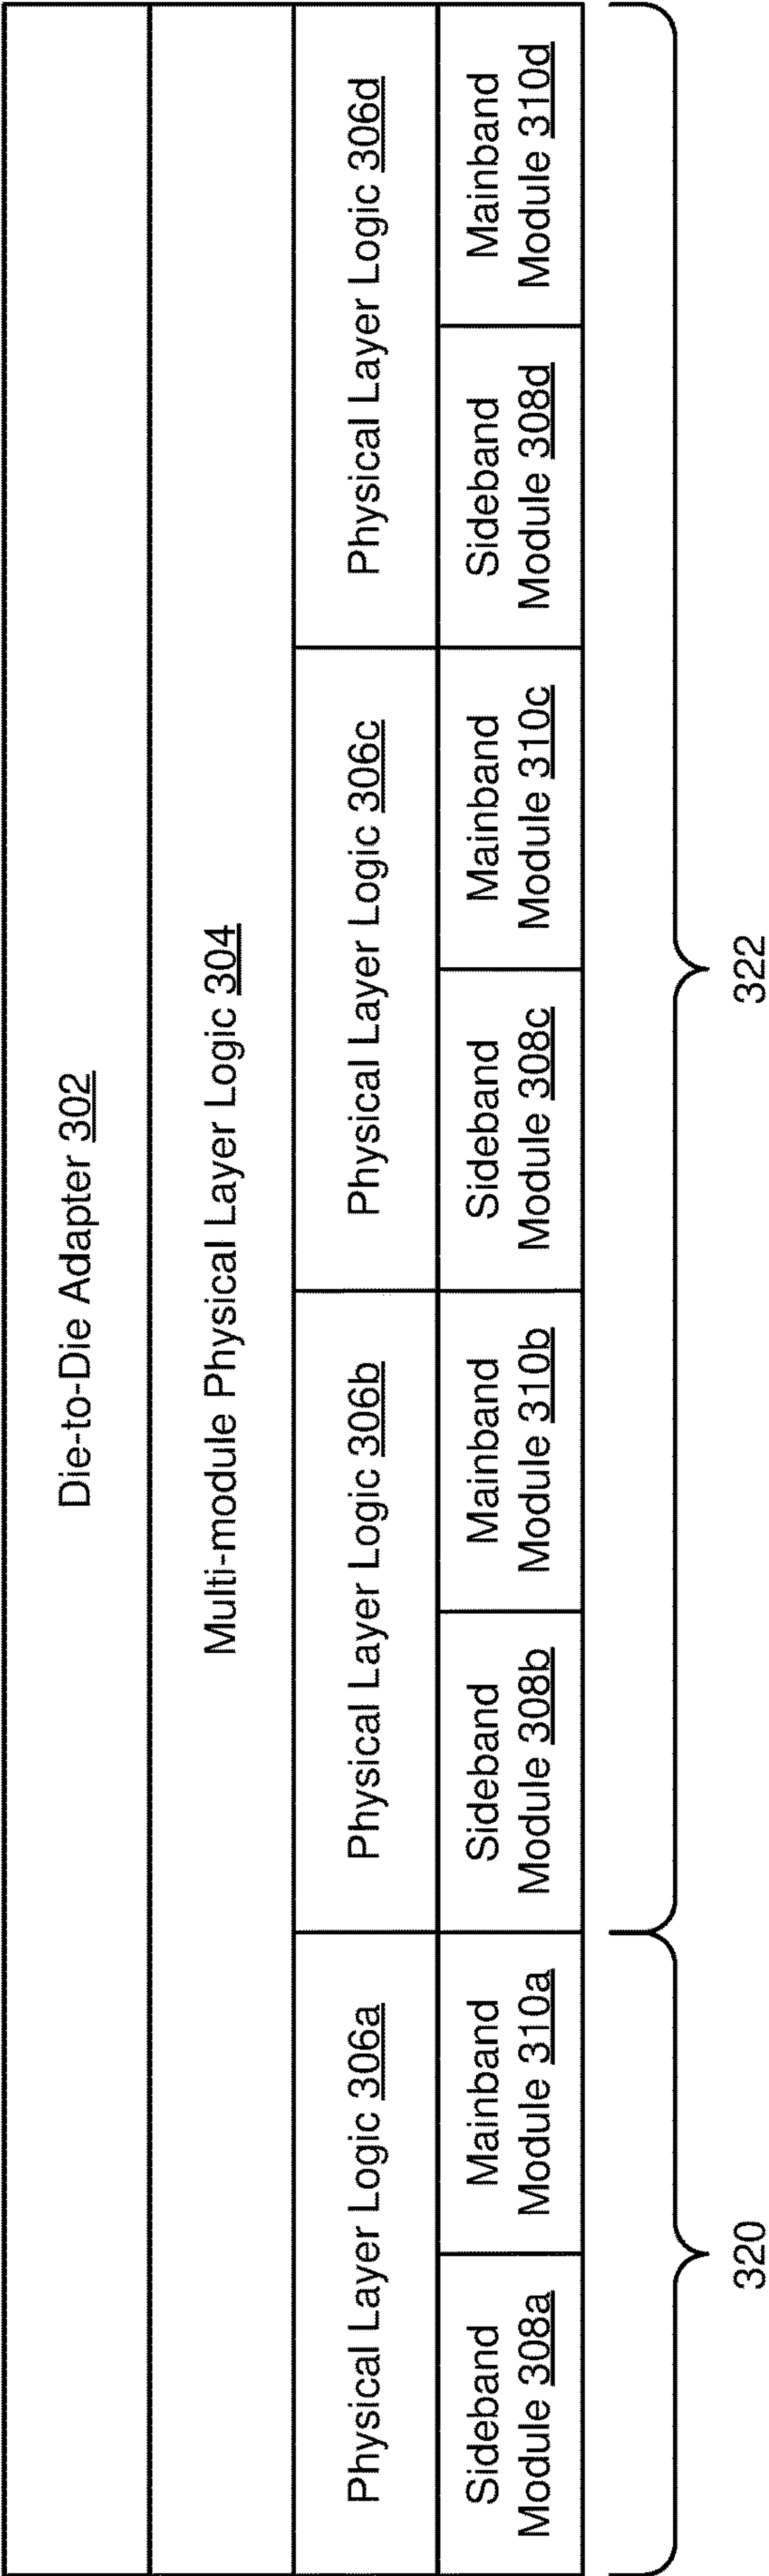 Die-to-Die Adapter 302
Multi-module Physical Layer Logic 304
Physical Layer Logic 306a
Physical Layer Logic 306b
Physical Layer Logic 306c
Physical Layer Logic 306d
Sideband
Module 308a
Mainband
Module 310a
Sideband
Module 308b
Mainband
Module 310b
Sideband
Module 308c
Mainband
Module 310c
Sideband
Module 308d
Mainband
Module 310d
320
322